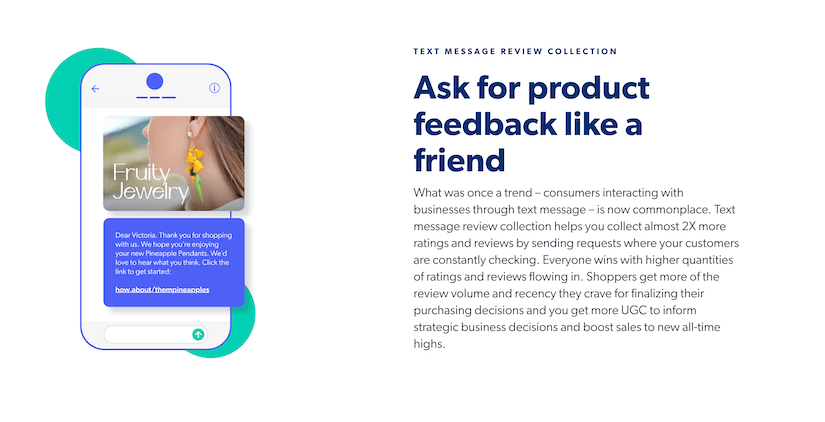 TEXT MESSAGE REVIEW COLLECTION
Ask for product
feedback like a
friend
What was once a trend – consumers interacting with
businesses through text message – is now commonplace. Text
message review collection helps you collect almost 2X more
ratings and reviews by sending requests where your customers
are constantly checking. Everyone wins with higher quantities
of ratings and reviews flowing in. Shoppers get more of the
review volume and recency they crave for finalizing their
purchasing decisions and you get more UGC to inform
strategic business decisions and boost sales to new all-time
highs.
Fruity
Jewelry
Dear Victoria. Thank you for shopping
with us. We hope you're enjoying
your new Pineapple Pendants. We'd
love to hear what you think. Click the
link to get started:
how.about/thempineapples